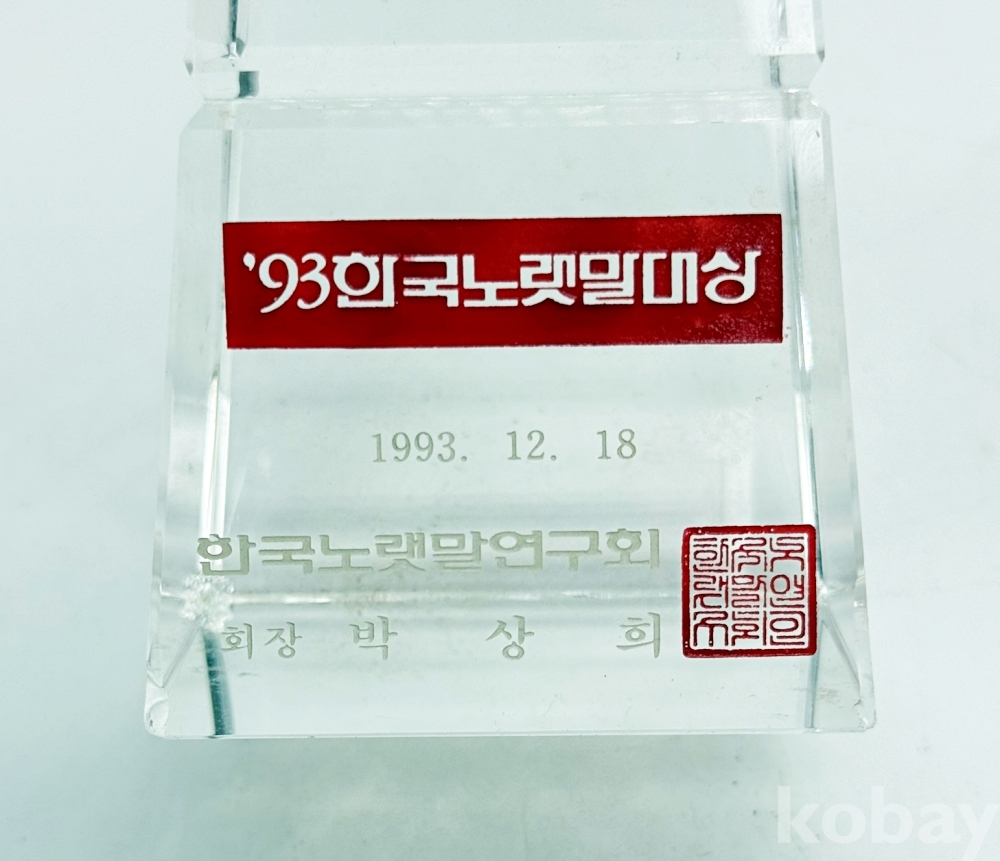 '93한국노랫말대상
1993. 12. 18
한국노랫말연구회
회장 박 상 희
kobay